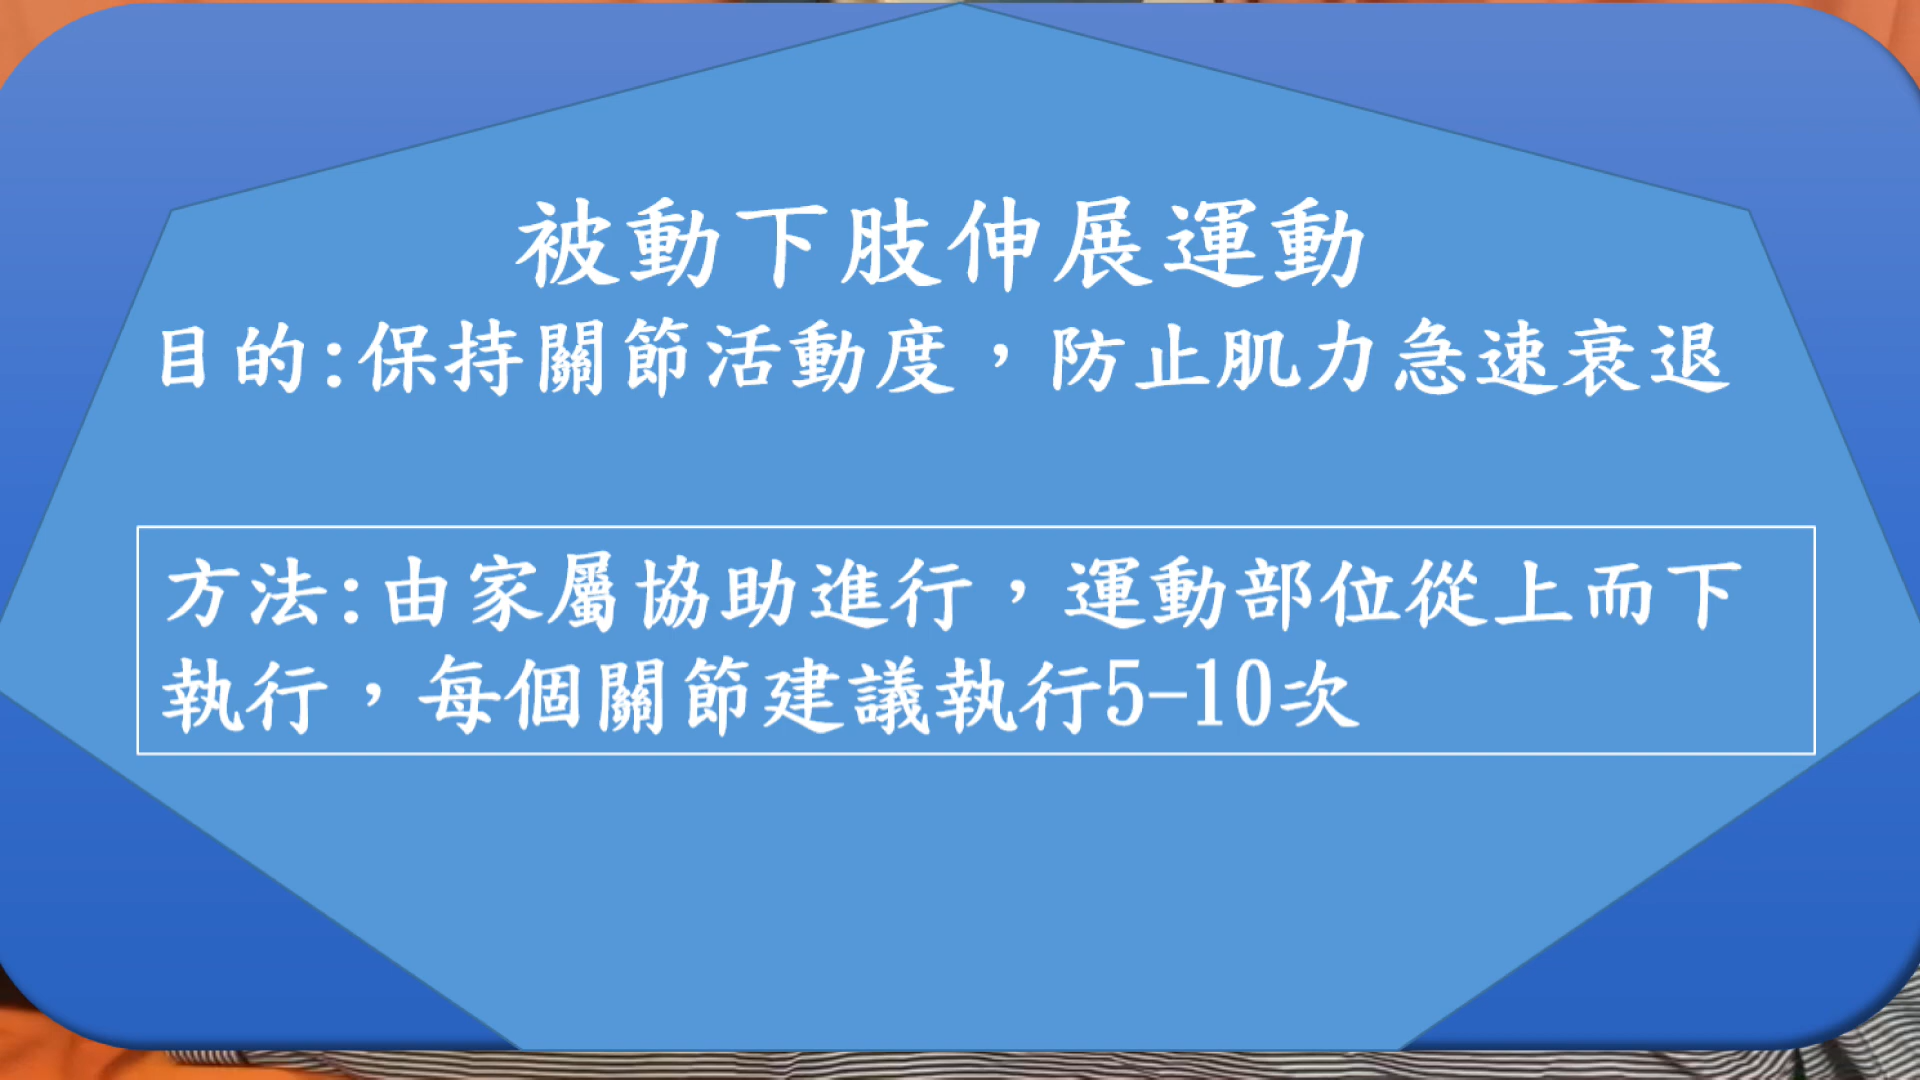 被動下肢伸展運動
目的:保持關節活動度，防止肌力急速衰退
方法:由家屬協助進行，運動部位從上而下
執行，每個關節建議執行5-10次